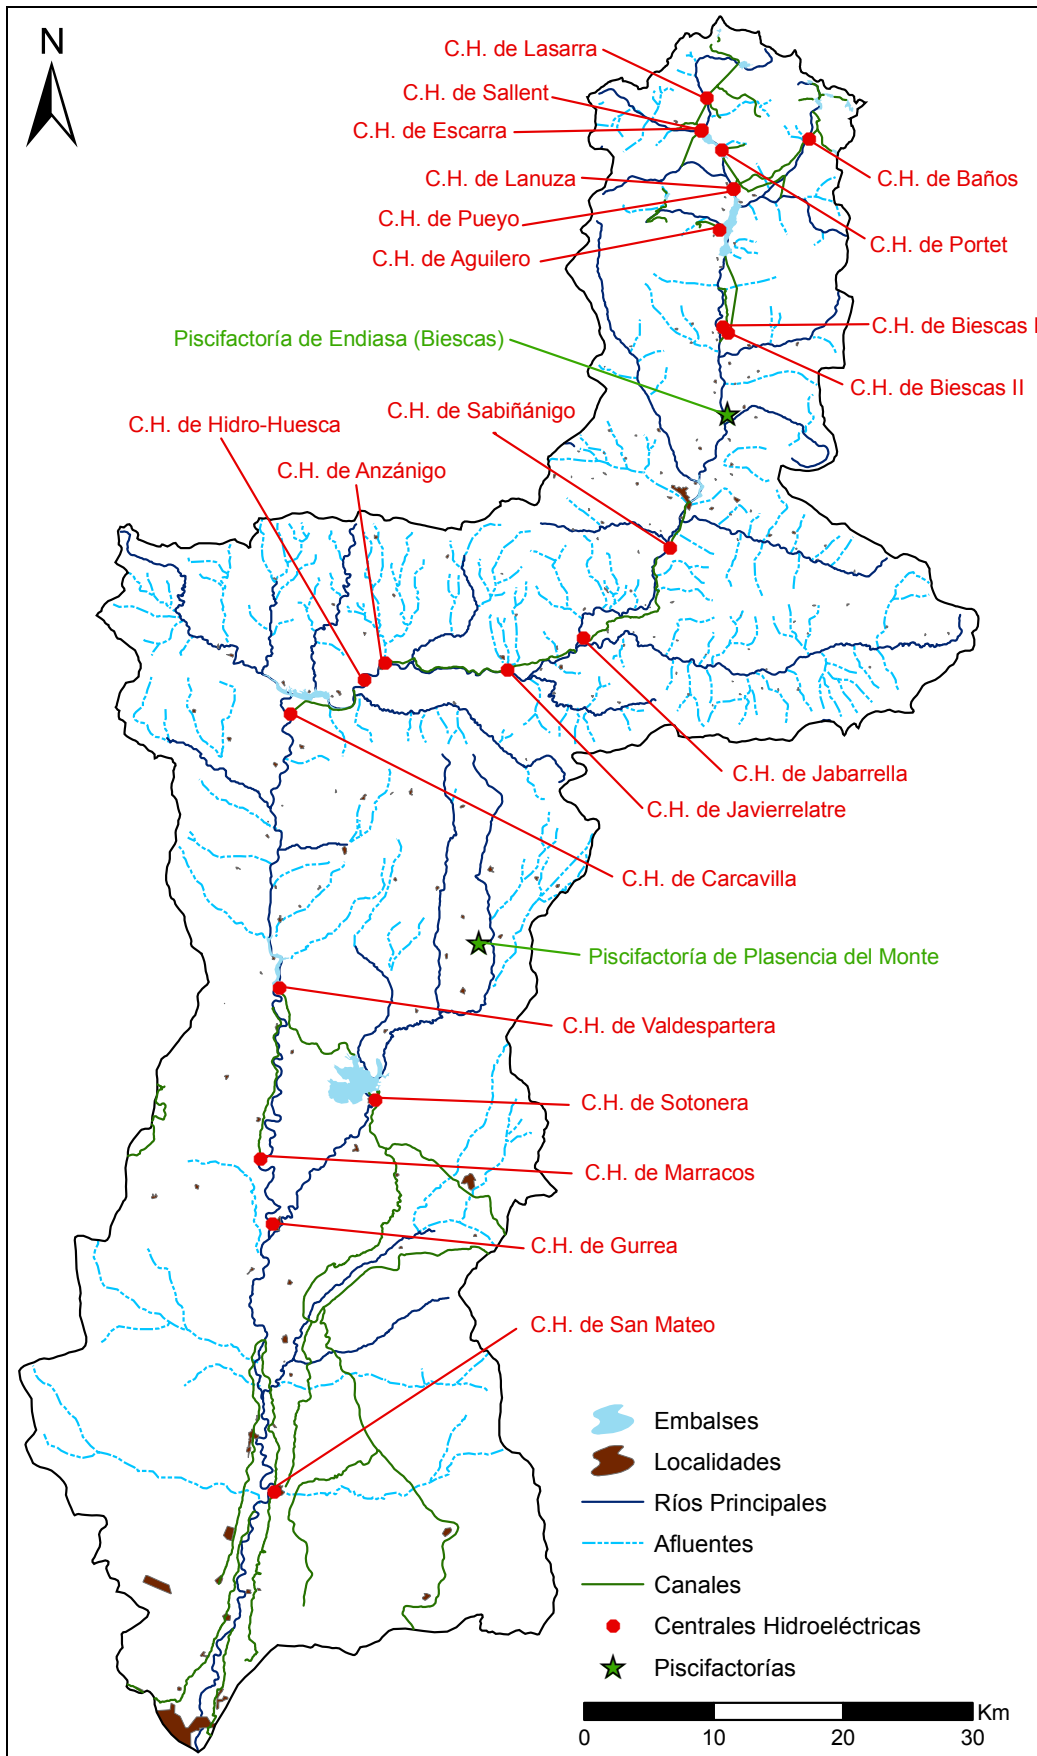 N
C.H. de Lasarra
C.H. de Sallent
C.H. de Escarra
C.H. de Lanuza
C.H. de Baños
C.H. de Pueyo
C.H. de Portet
C.H. de Aguilero
C.H. de Biescas I
Piscifactoría de Endiasa (Biescas)
C.H. de Biescas II
C.H. de Sabiñánigo
C.H. de Hidro-Huesca
C.H. de Anzánigo
C.H. de Jabarrella
C.H. de Javierrelatre
C.H. de Carcavilla
Piscifactoría de Plasencia del Monte
C.H. de Valdespartera
C.H. de Sotonera
C.H. de Marracos
C.H. de Gurrea
C.H. de San Mateo
Embalses
Localidades
Ríos Principales
Afluentes
Canales
Centrales Hidroeléctricas
Piscifactorías
Km
0 10 20 30